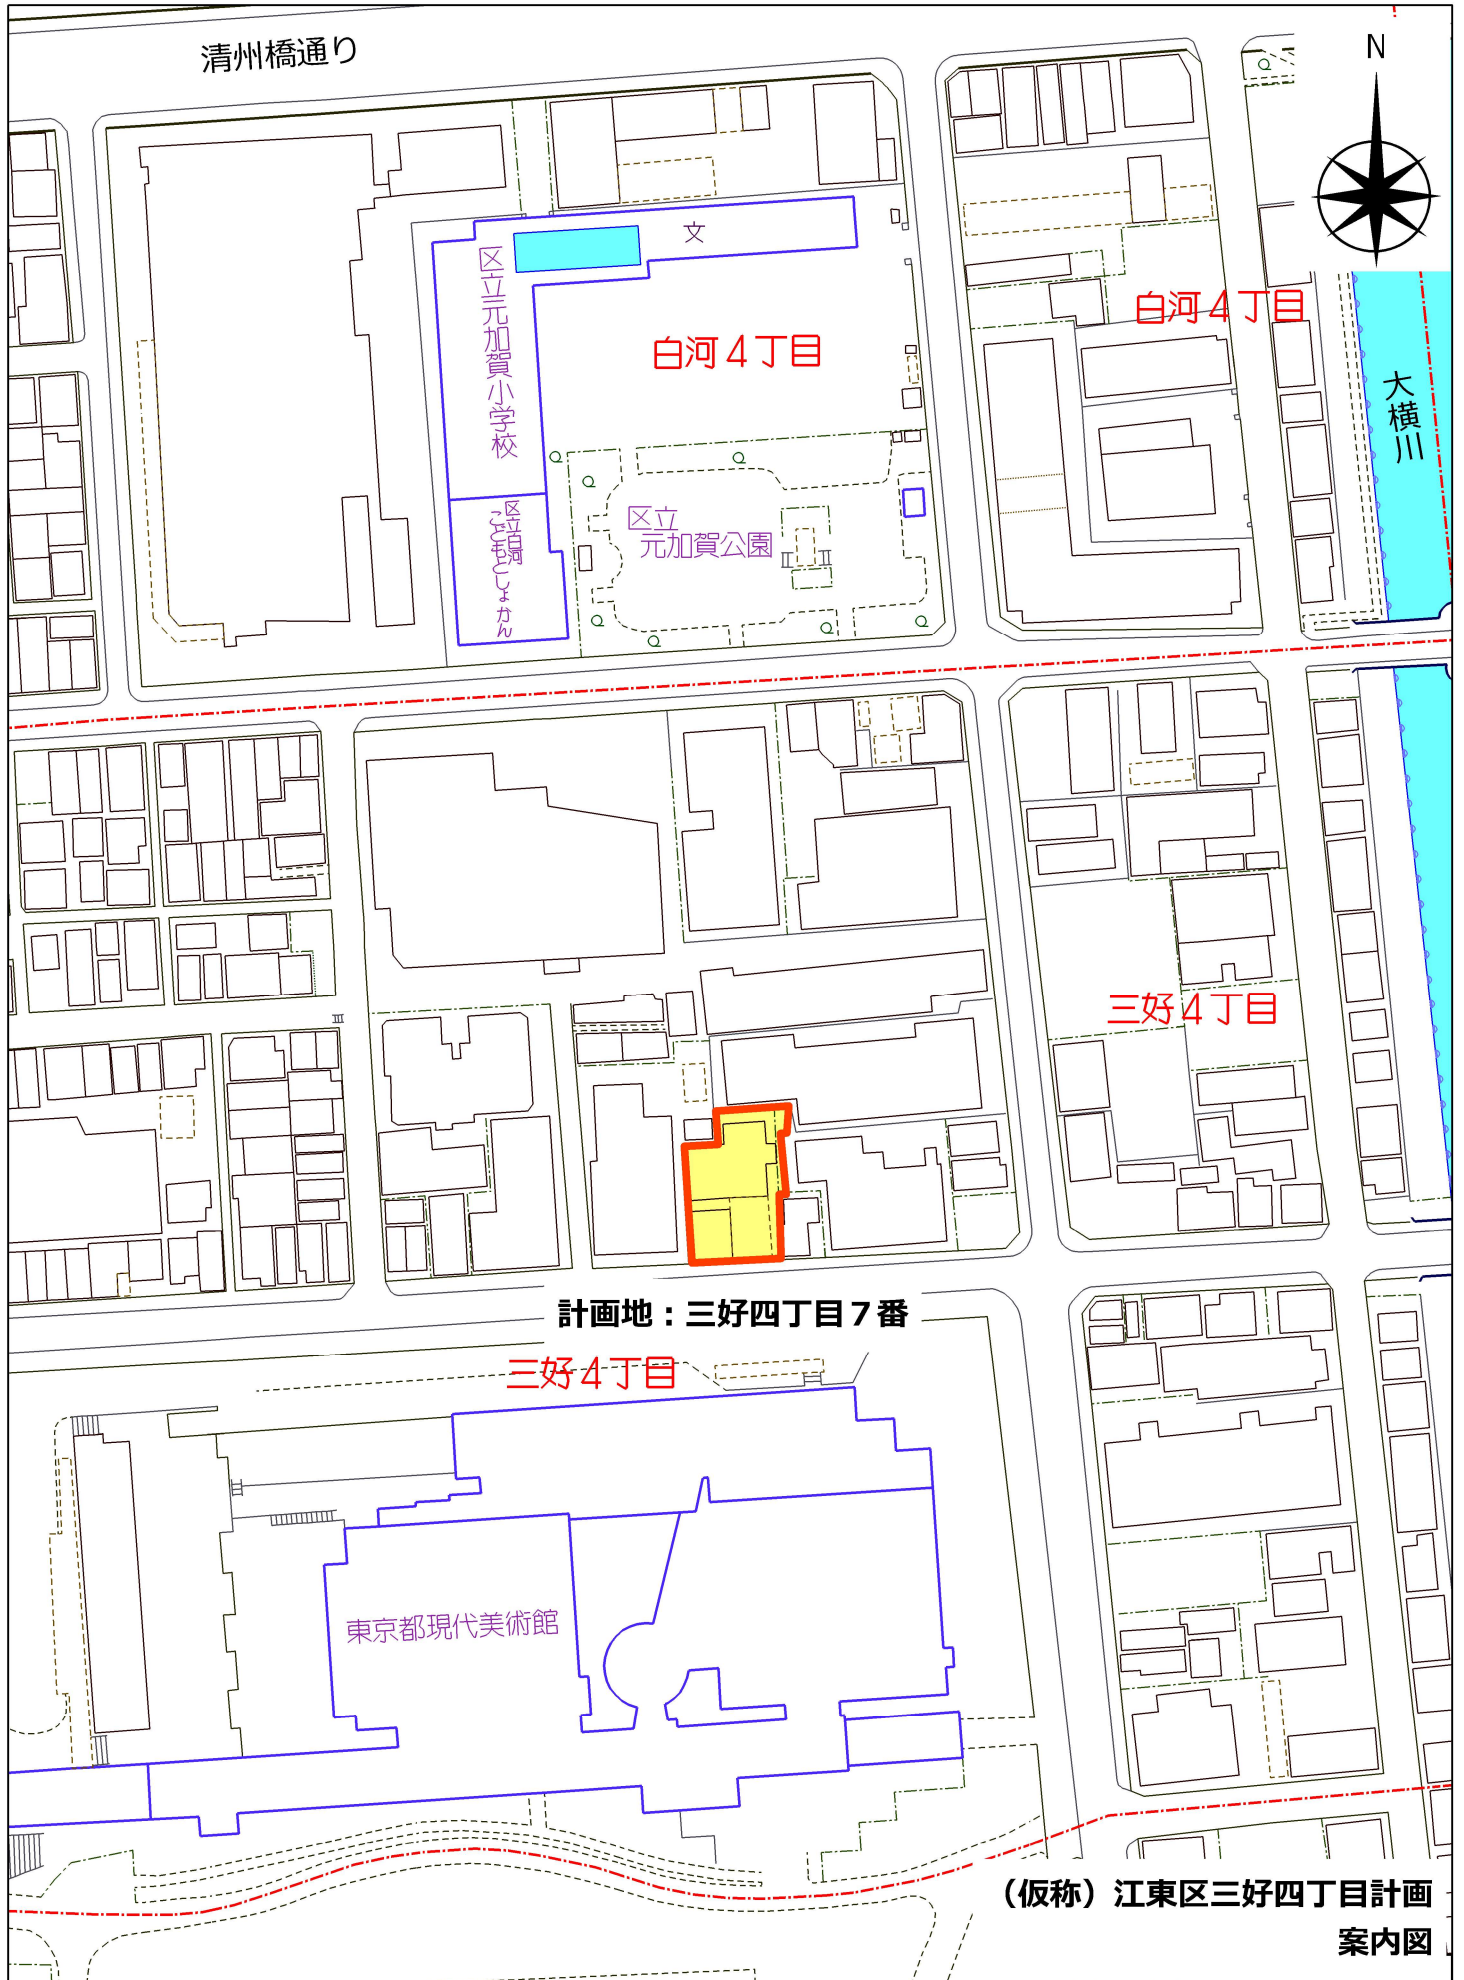 清州橋通り
N
文
区立元加賀小学校
白河4丁目
白河4丁目
大横川
区立白河
こどもとしょかん
区立
元加賀公園
三好4丁目
計画地：三好四丁目7番
三好4丁目
東京都現代美術館
（仮称）江東区三好四丁目計画
案内図